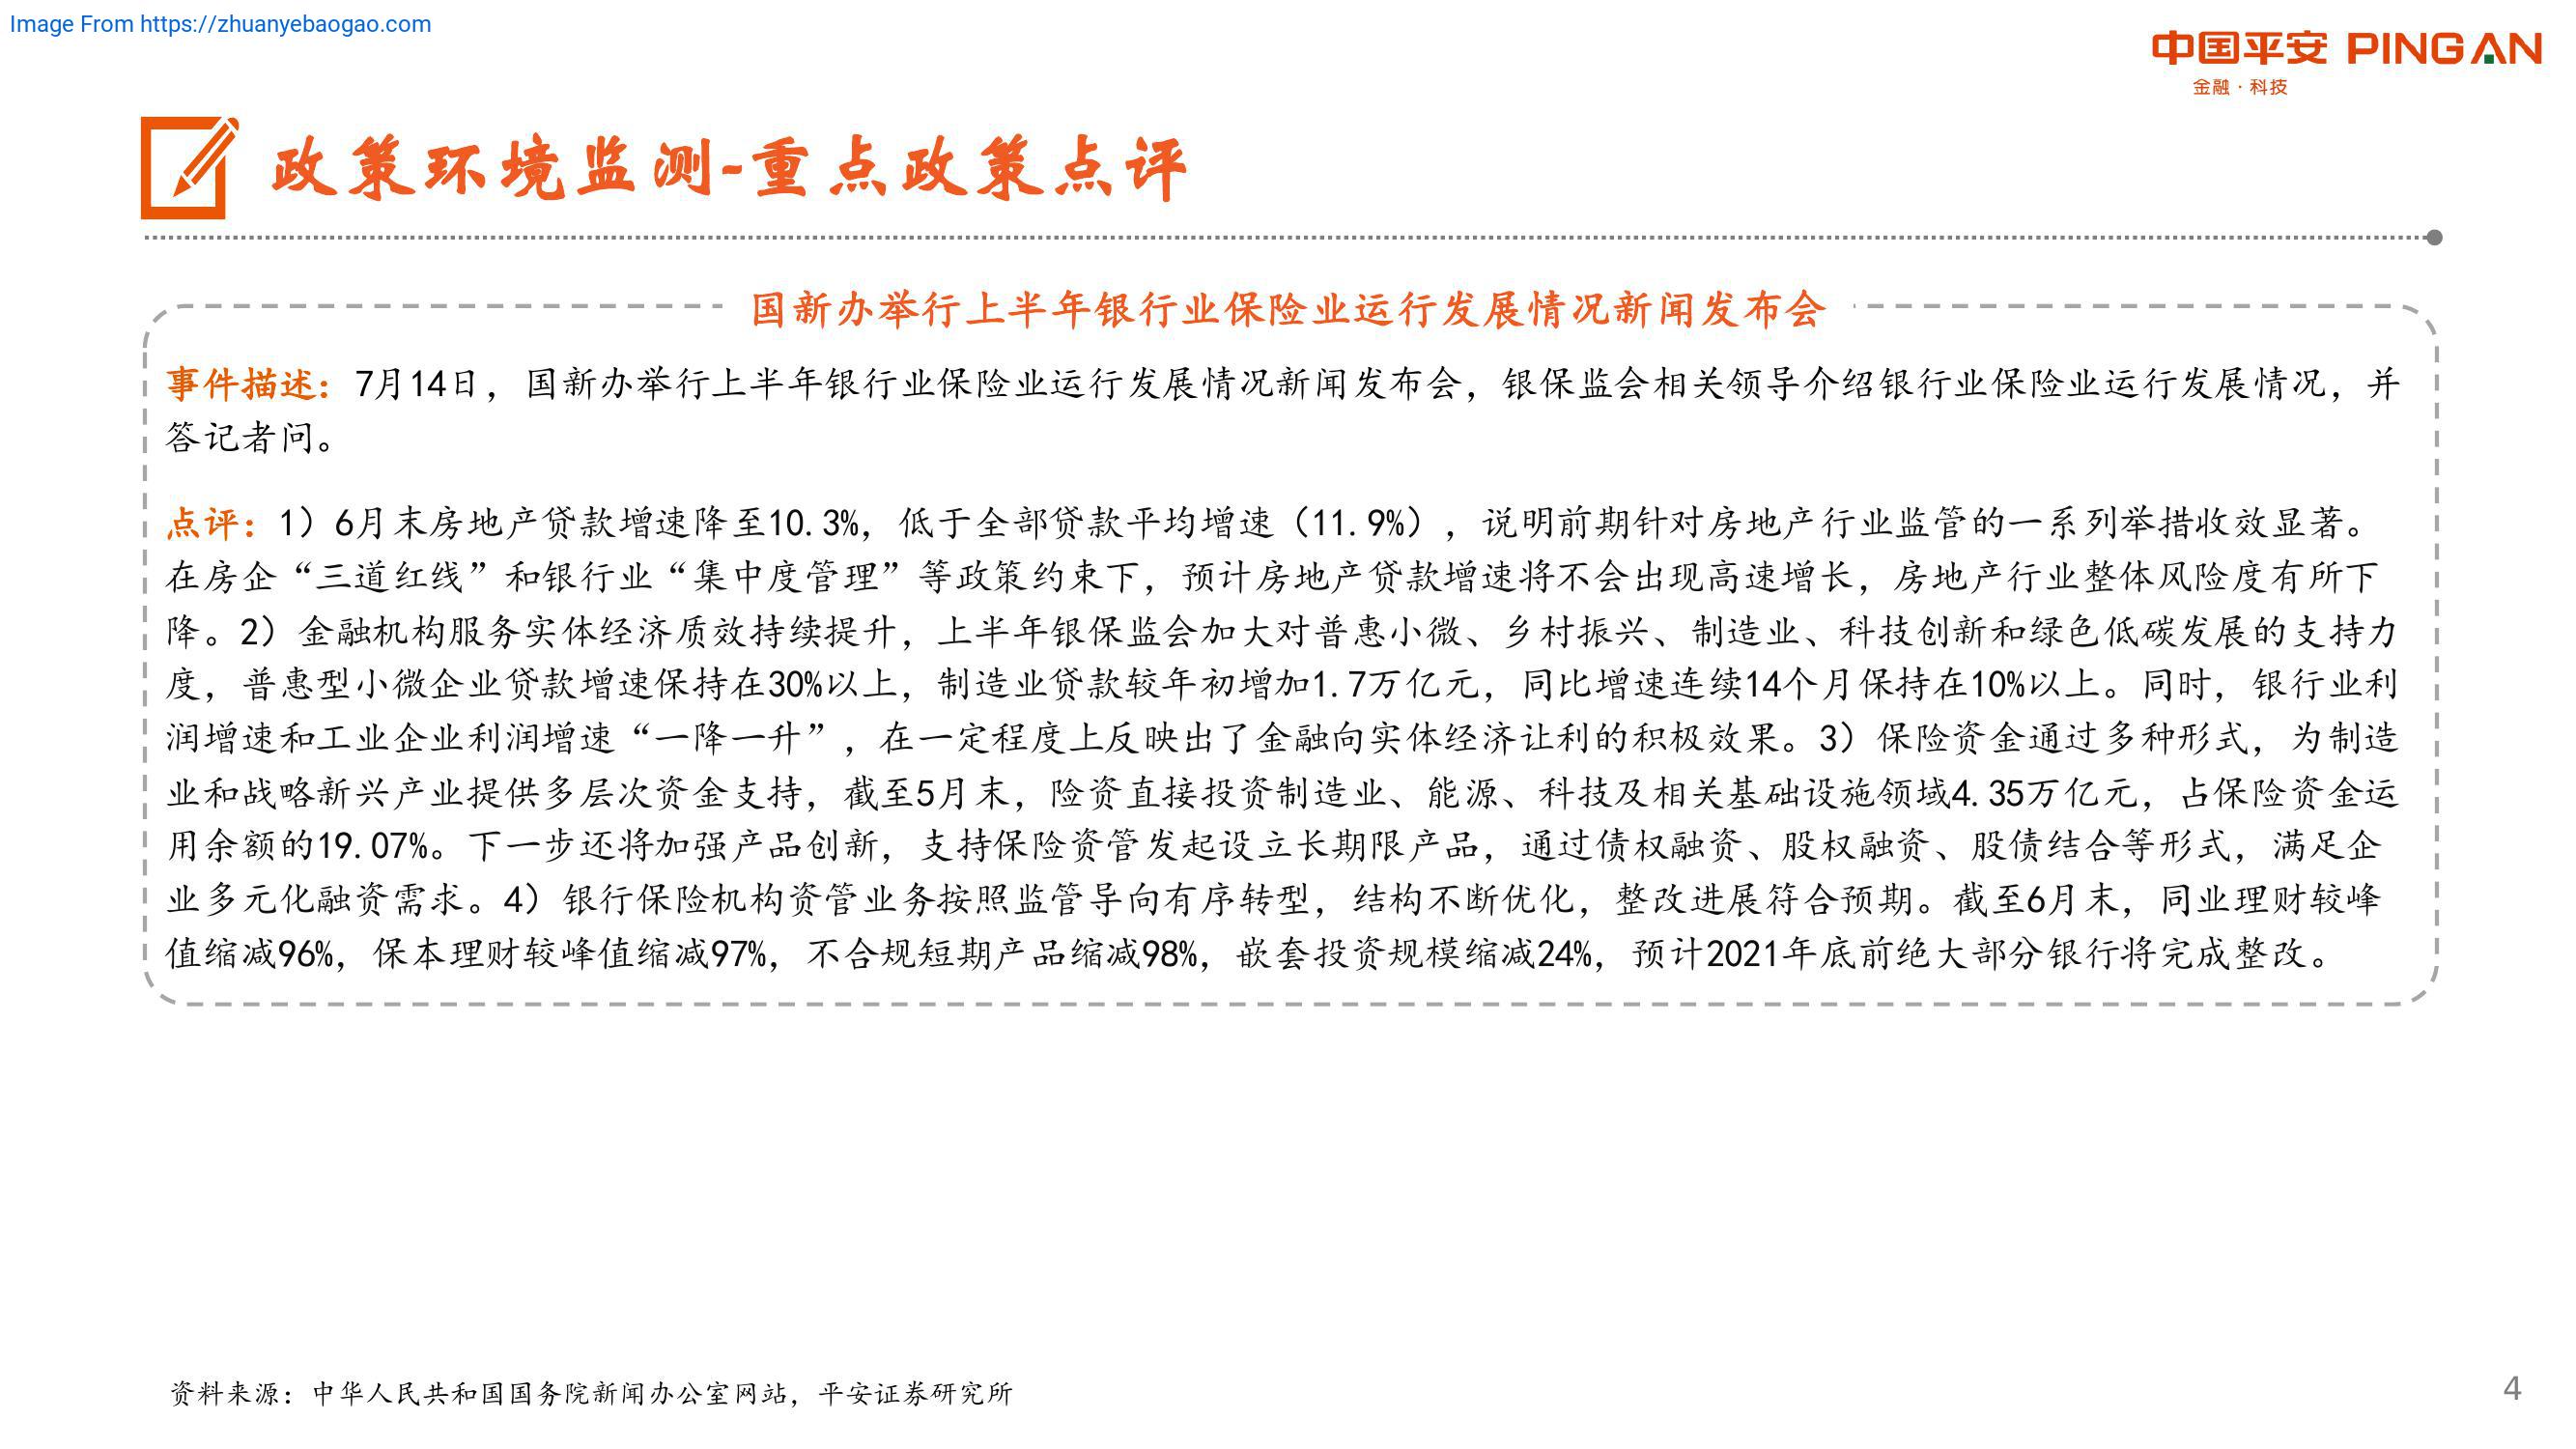 Image From https://zhuanyebaogao.com
中国平安 PINGAN
金融·科技
政策环境监测-重点政策点评
国新办举行上半年银行业保险业运行发展情况新闻发布会
事件描述：7月14日，国新办举行上半年银行业保险业运行发展情况新闻发布会，银保监会相关领导介绍银行业保险业运行发展情况，并
答记者问。
点评：1）6月末房地产贷款增速降至10.3%，低于全部贷款平均增速（11.9%），说明前期针对房地产行业监管的一系列举措收效显著。
在房企“三道红线”和银行业“集中度管理”等政策约束下，预计房地产贷款增速将不会出现高速增长，房地产行业整体风险度有所下
降。2）金融机构服务实体经济质效持续提升，上半年银保监会加大对普惠小微、乡村振兴、制造业、科技创新和绿色低碳发展的支持力
度，普惠型小微企业贷款增速保持在30%以上，制造业贷款较年初增加1.7万亿元，同比增速连续14个月保持在10%以上。同时，银行业利
润增速和工业企业利润增速“一降一升”，在一定程度上反映出了金融向实体经济让利的积极效果。3）保险资金通过多种形式，为制造
业和战略新兴产业提供多层次资金支持，截至5月末，险资直接投资制造业、能源、科技及相关基础设施领域4.35万亿元，占保险资金运
用余额的19.07%。下一步还将加强产品创新，支持保险资管发起设立长期限产品，通过债权融资、股权融资、股债结合等形式，满足企
业多元化融资需求。4）银行保险机构资管业务按照监管导向有序转型，结构不断优化，整改进展符合预期。截至6月末，同业理财较峰
值缩减96%，保本理财较峰值缩减97%，不合规短期产品缩减98%，嵌套投资规模缩减24%，预计2021年底前绝大部分银行将完成整改。
资料来源：中华人民共和国国务院新闻办公室网站，平安证券研究所
4